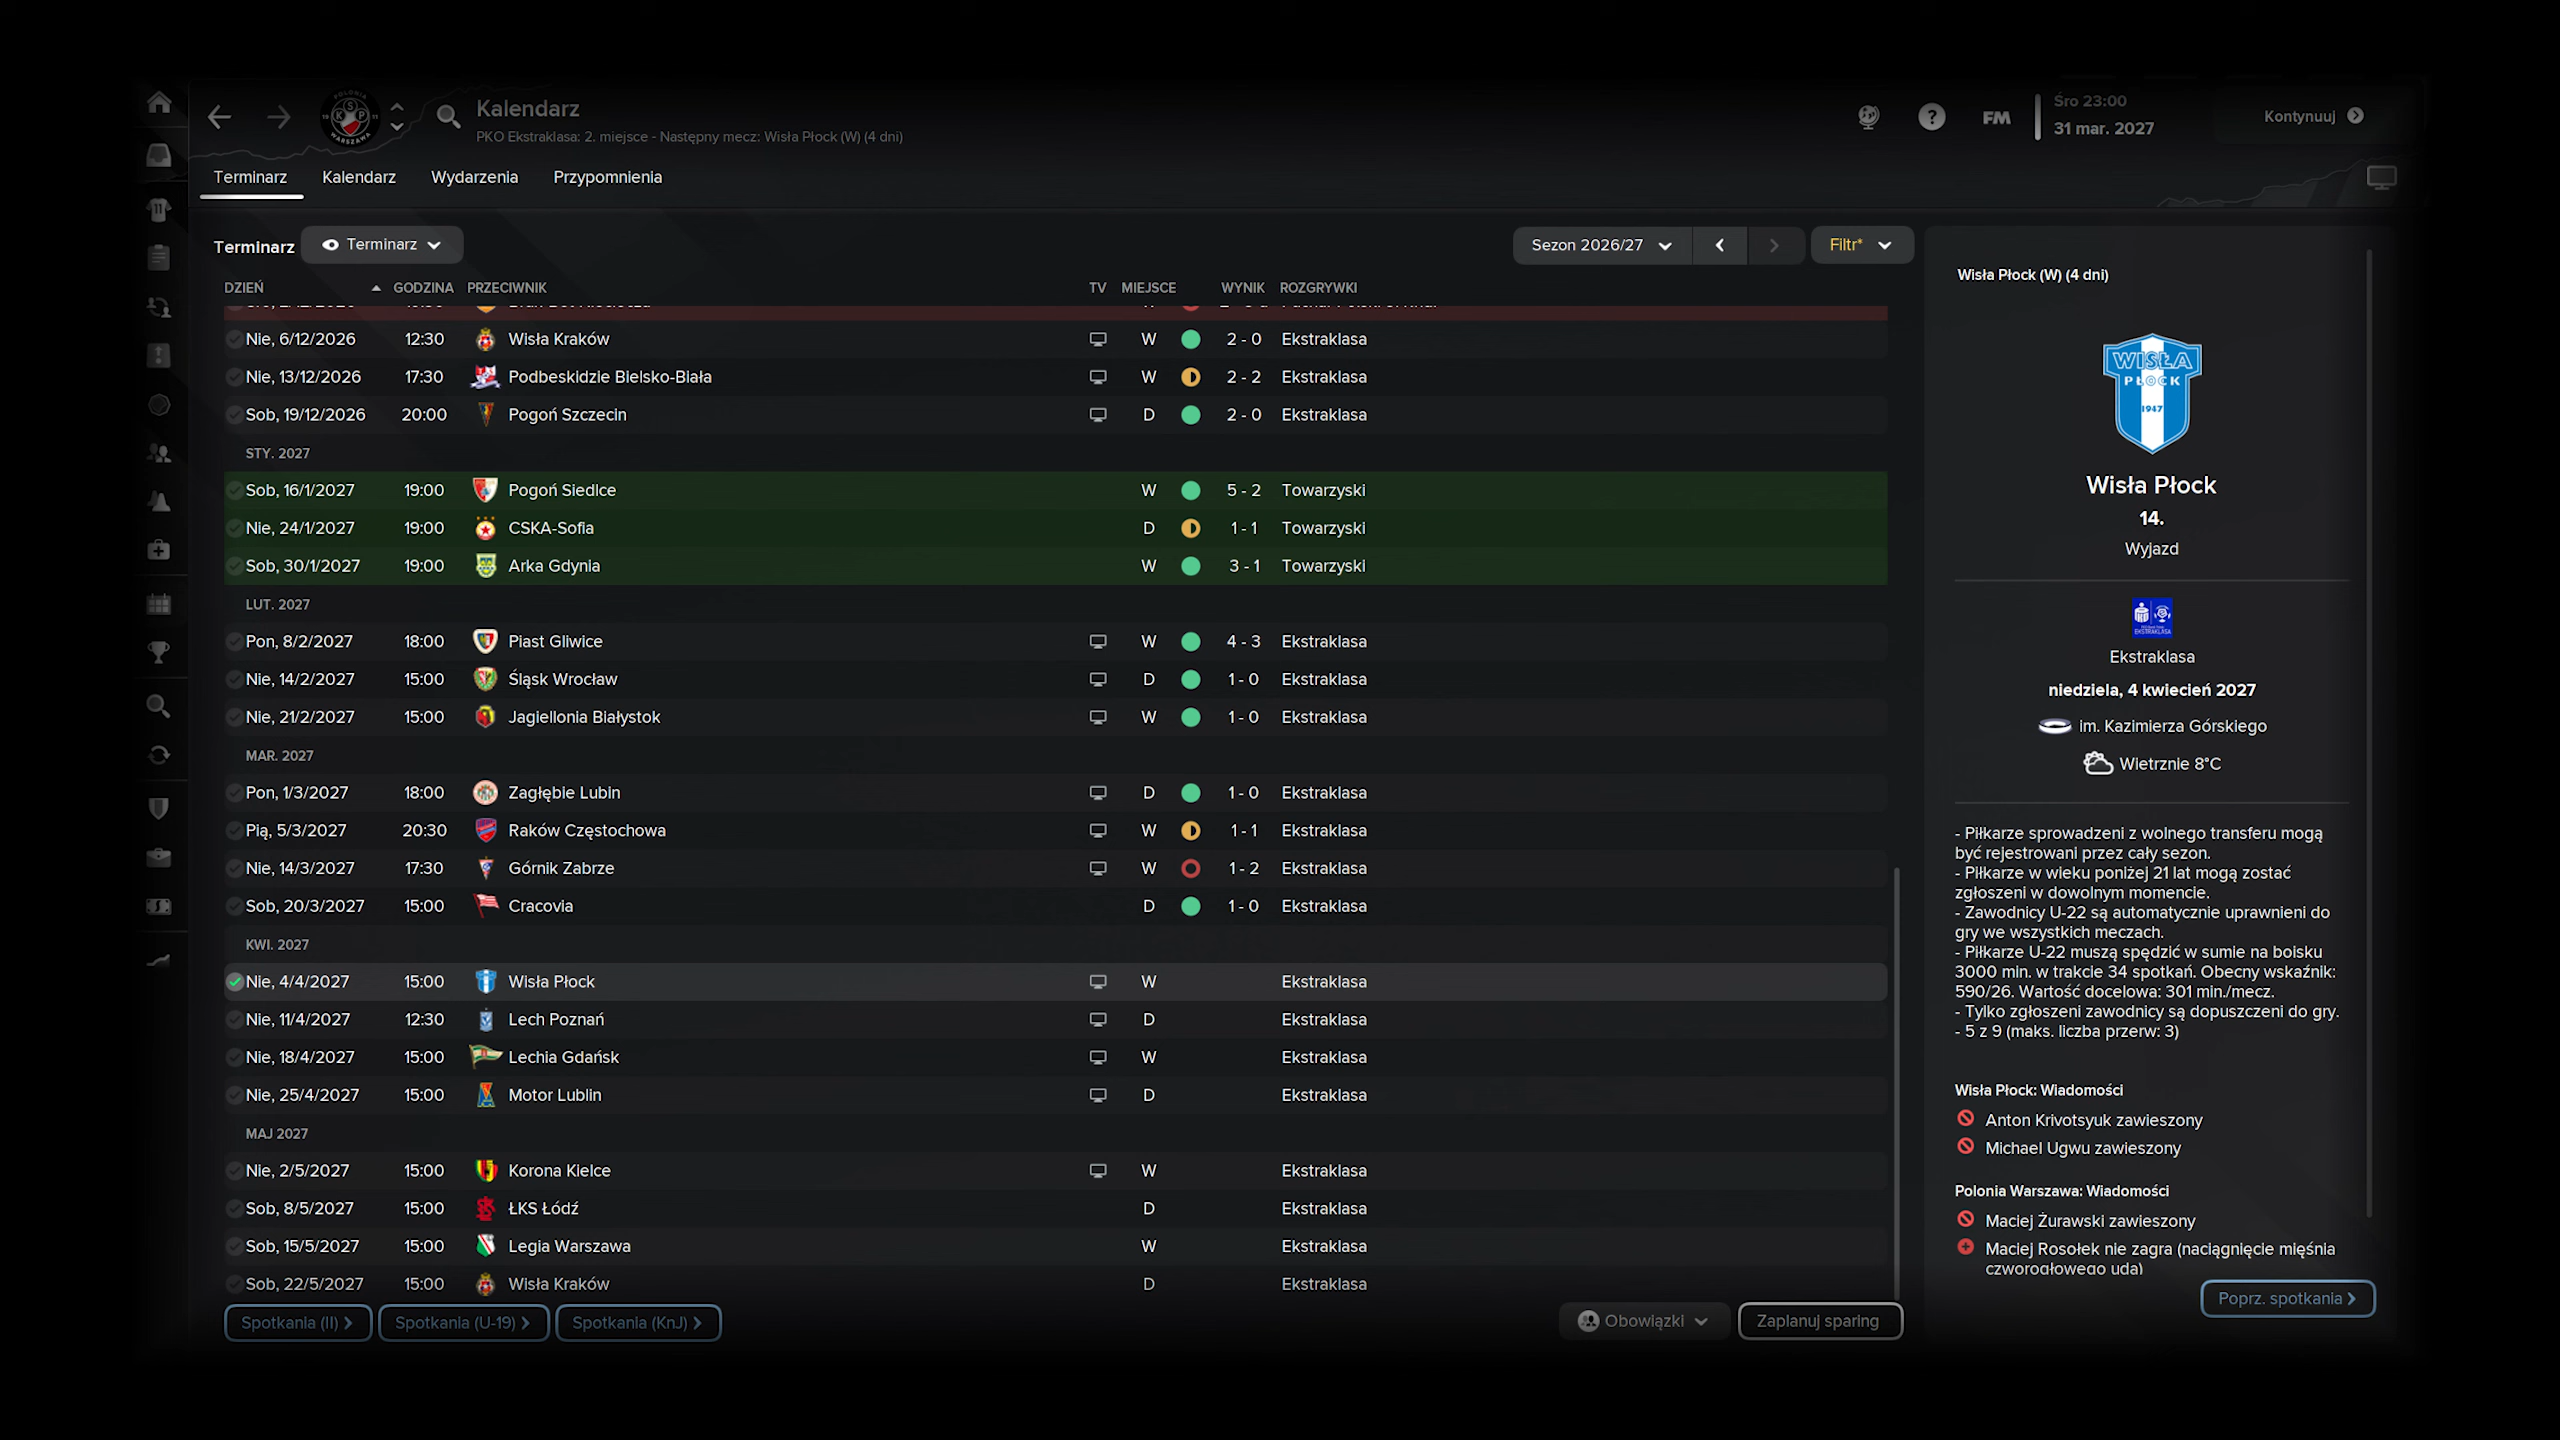 Kalendarz
PKO Ekstraklasa: 2. miejsce - Następny mecz: Wisła Płock (W) (4 dni)
FM
Śro 23:00
31 mar. 2027
Kontynuuj
Terminarz Kalendarz Wydarzenia Przypomnienia
Terminarz Terminarz Sezon 2026/27 Filtr*
DZIEŃ GODZINA PRZECIWNIK TV MIEJSCE WYNIK ROZGRYWKI
Nie, 6/12/2026 12:30 Wisła Kraków W 2 - 0 Ekstraklasa
Nie, 13/12/2026 17:30 Podbeskidzie Bielsko-Biała W 2 - 2 Ekstraklasa
Sob, 19/12/2026 20:00 Pogoń Szczecin D 2 - 0 Ekstraklasa
STY. 2027
Sob, 16/1/2027 19:00 Pogoń Siedlce W 5 - 2 Towarzyski
Nie, 24/1/2027 19:00 CSKA-Sofia D 1 - 1 Towarzyski
Sob, 30/1/2027 19:00 Arka Gdynia W 3 - 1 Towarzyski
LUT. 2027
Pon, 8/2/2027 18:00 Piast Gliwice W 4 - 3 Ekstraklasa
Nie, 14/2/2027 15:00 Śląsk Wrocław D 1 - 0 Ekstraklasa
Nie, 21/2/2027 15:00 Jagiellonia Białystok W 1 - 0 Ekstraklasa
MAR. 2027
Pon, 1/3/2027 18:00 Zagłębie Lubin D 1 - 0 Ekstraklasa
Pią, 5/3/2027 20:30 Raków Częstochowa W 1 - 1 Ekstraklasa
Nie, 14/3/2027 17:30 Górnik Zabrze W 1 - 2 Ekstraklasa
Sob, 20/3/2027 15:00 Cracovia D 1 - 0 Ekstraklasa
KWI. 2027
Nie, 4/4/2027 15:00 Wisła Płock W Ekstraklasa
Nie, 11/4/2027 12:30 Lech Poznań D Ekstraklasa
Nie, 18/4/2027 15:00 Lechia Gdańsk W Ekstraklasa
Nie, 25/4/2027 15:00 Motor Lublin D Ekstraklasa
MAJ 2027
Nie, 2/5/2027 15:00 Korona Kielce W Ekstraklasa
Sob, 8/5/2027 15:00 ŁKS Łódź D Ekstraklasa
Sob, 15/5/2027 15:00 Legia Warszawa W Ekstraklasa
Sob, 22/5/2027 15:00 Wisła Kraków D Ekstraklasa
Spotkania (II) Spotkania (U-19) Spotkania (KnJ) Obowiązki Zaplanuj sparing
Wisła Płock (W) (4 dni)
WISŁA
PŁOCK
1947
Wisła Płock
14.
Wyjazd
Ekstraklasa
niedziela, 4 kwiecień 2027
im. Kazimierza Górskiego
Wietrznie 8°C
- Piłkarze sprowadzeni z wolnego transferu mogą
być rejestrowani przez cały sezon.
- Piłkarze w wieku poniżej 21 lat mogą zostać
zgłoszeni w dowolnym momencie.
- Zawodnicy U-22 są automatycznie uprawnieni do
gry we wszystkich meczach.
- Piłkarze U-22 muszą spędzić w sumie na boisku
3000 min. w trakcie 34 spotkań. Obecny wskaźnik:
590/26. Wartość docelowa: 301 min./mecz.
- Tylko zgłoszeni zawodnicy są dopuszczeni do gry.
- 5 z 9 (maks. liczba przerw: 3)
Wisła Płock: Wiadomości
Anton Krivotsyuk zawieszony
Michael Ugwu zawieszony
Polonia Warszawa: Wiadomości
Maciej Żurawski zawieszony
Maciej Rosołek nie zagra (naciągnięcie mięśnia
czworogłowego uda)
Poprz. spotkania